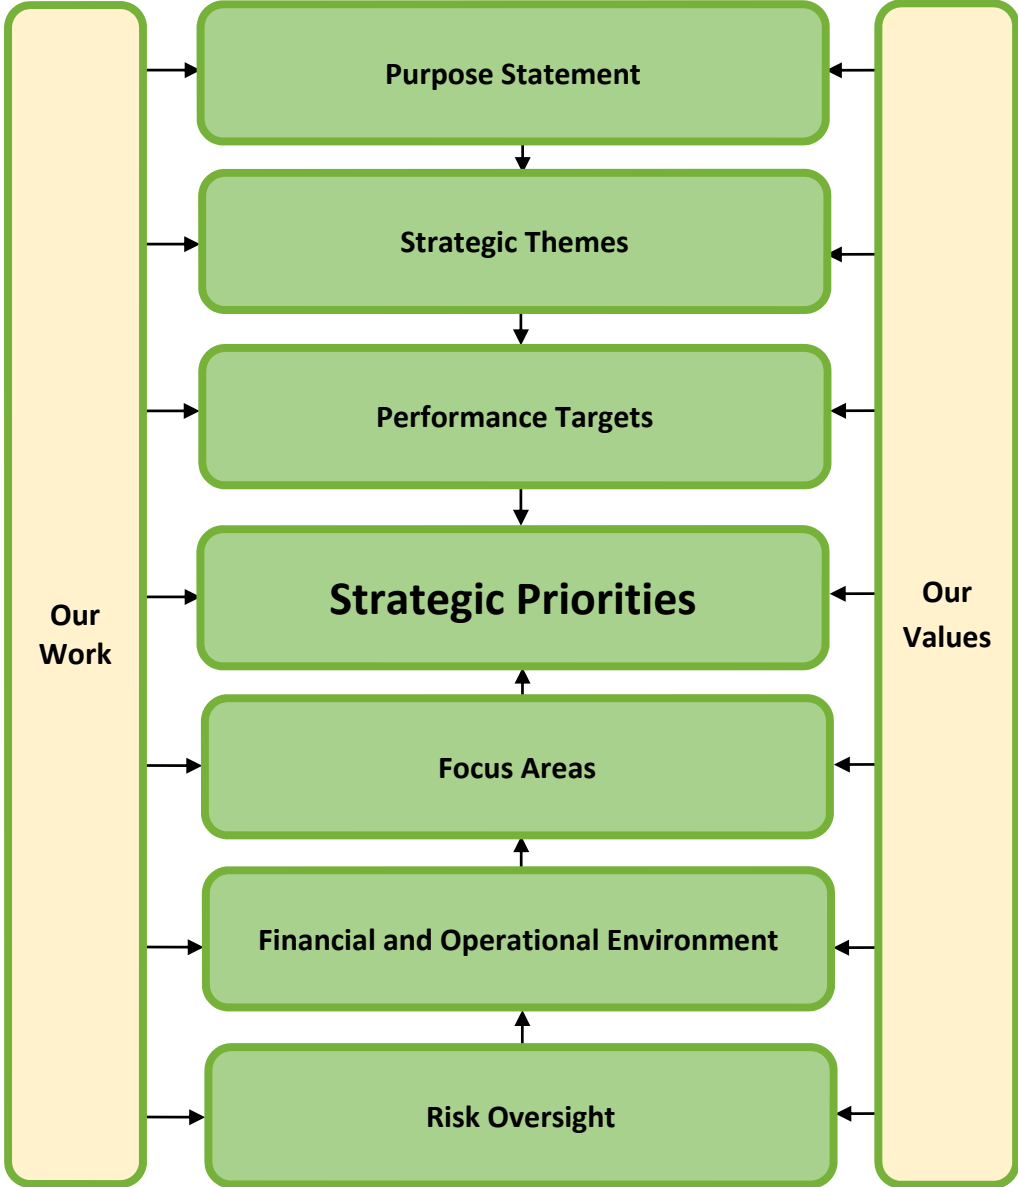 Purpose Statement
Strategic Themes
Performance Targets
Strategic Priorities
Our
Work
Our
Values
Focus Areas
Financial and Operational Environment
Risk Oversight